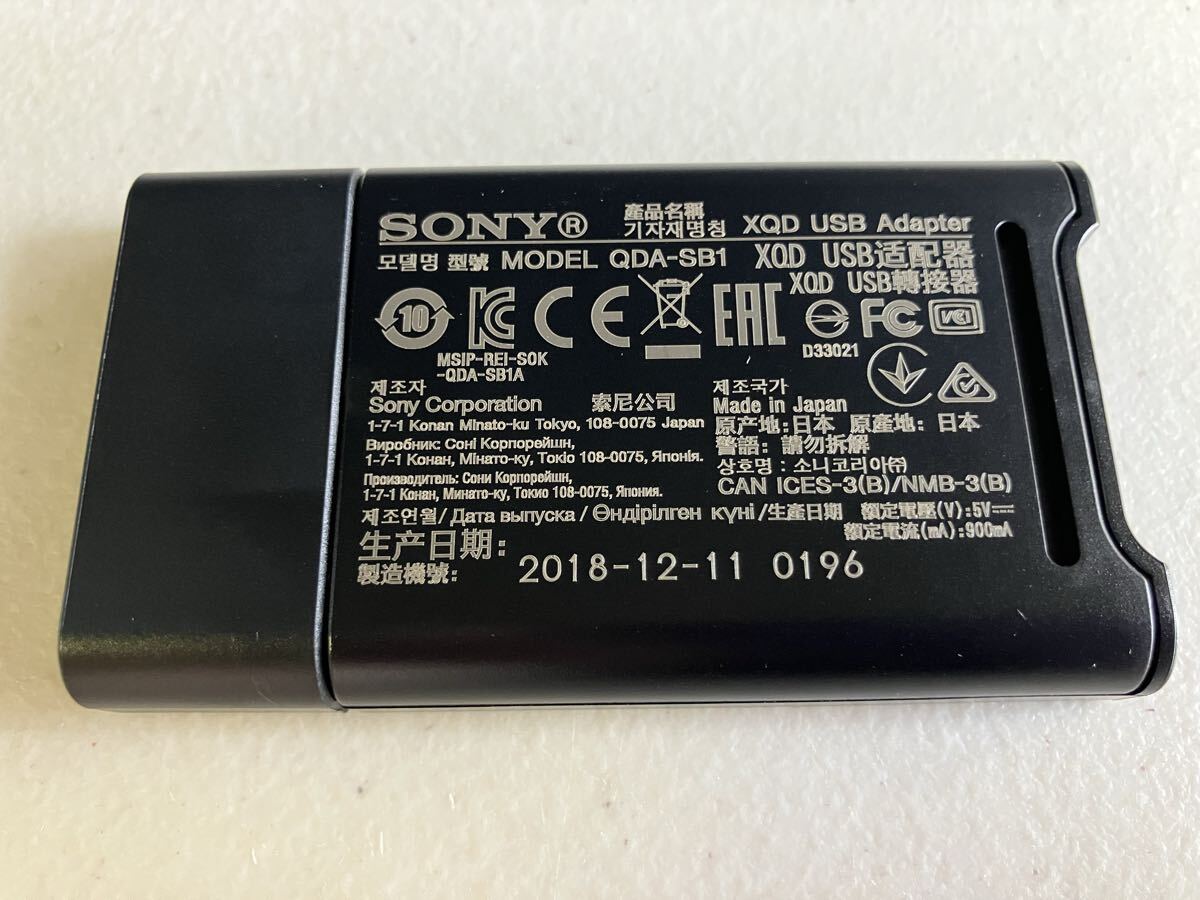 SONY® 產品名稱
기자재명칭 XQD USB Adapter
모델명 型號 MODEL QDA-SB1 XQD USB适配器
XQD USB轉接器
10 CE EAC FC VCI
D33021
MSIP-REI-SOK
-QDA-SB1A
제조자
Sony Corporation 索尼公司
1-7-1 Konan Minato-ku Tokyo, 108-0075 Japan
Виробник: Соні Корпорейшн,
1-7-1 Конан, Мінато-ку, Токіо 108-0075, Японія.
Производитель: Сони Корпорейшн,
1-7-1 Конан, Минато-ку, Токио 108-0075, Япония.
제조국가
Made in Japan
原产地:日本 原產地: 日本
警語: 請勿拆解
상호명 : 소니코리아㈜
CAN ICES-3(B)/NMB-3(B)
제조연월/Дата выпуска / Өндірілген күні /生產日期 額定電壓(V):5V
額定電流(mA):900mA
生产日期:
製造機號: 2018-12-11 0196